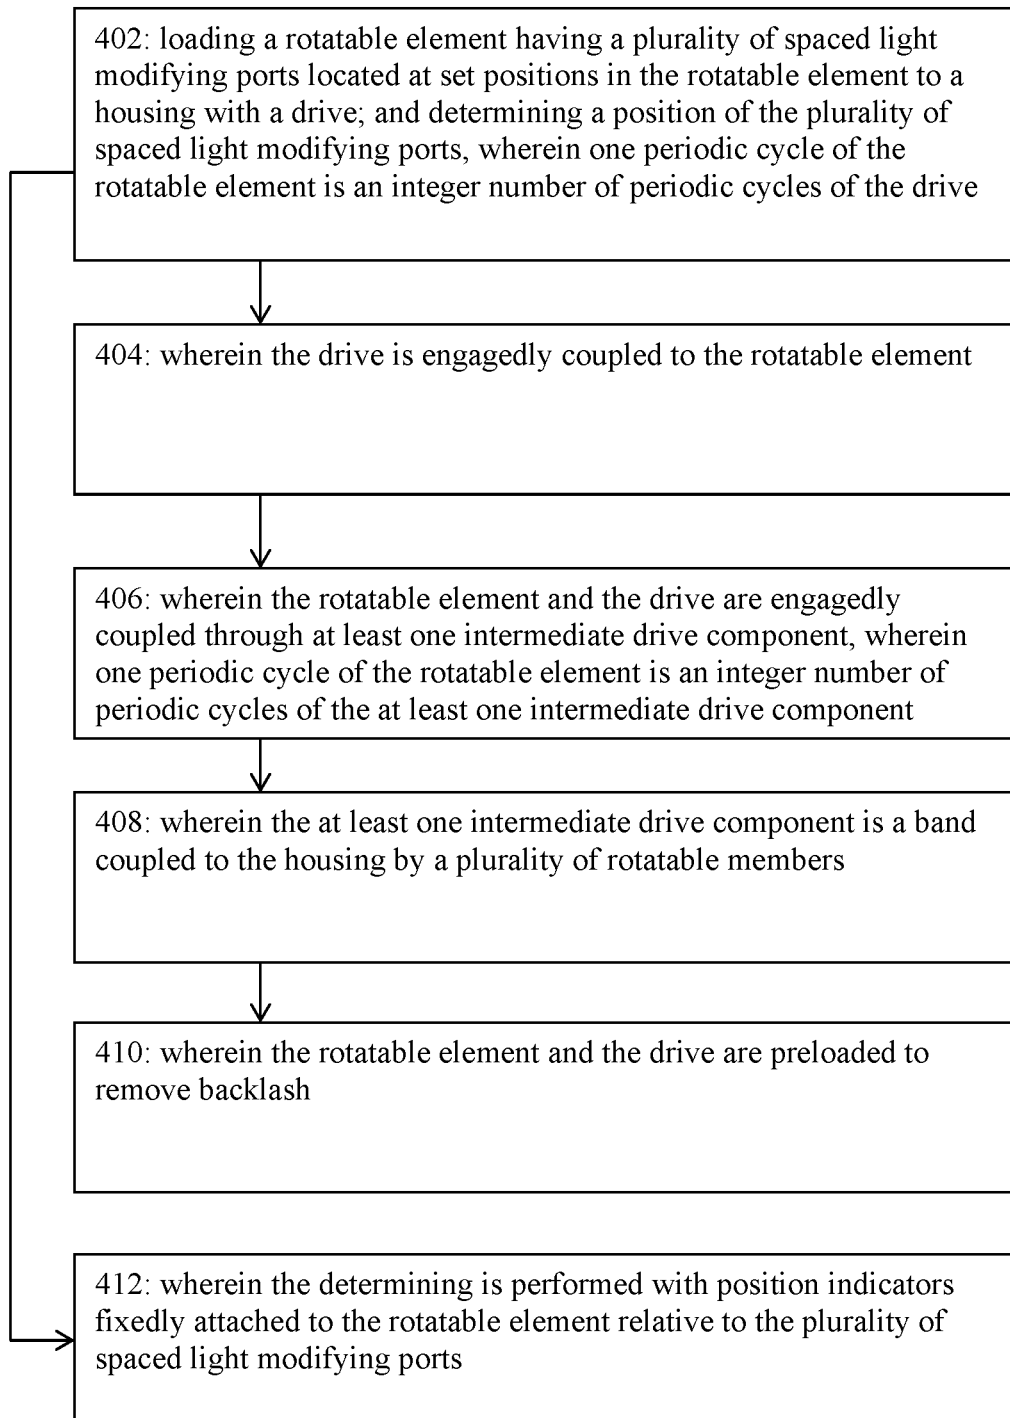 402: loading a rotatable element having a plurality of spaced light
modifying ports located at set positions in the rotatable element to a
housing with a drive; and determining a position of the plurality of
spaced light modifying ports, wherein one periodic cycle of the
rotatable element is an integer number of periodic cycles of the drive
404: wherein the drive is engagedly coupled to the rotatable element
406: wherein the rotatable element and the drive are engagedly
coupled through at least one intermediate drive component, wherein
one periodic cycle of the rotatable element is an integer number of
periodic cycles of the at least one intermediate drive component
408: wherein the at least one intermediate drive component is a band
coupled to the housing by a plurality of rotatable members
410: wherein the rotatable element and the drive are preloaded to
remove backlash
412: wherein the determining is performed with position indicators
fixedly attached to the rotatable element relative to the plurality of
spaced light modifying ports